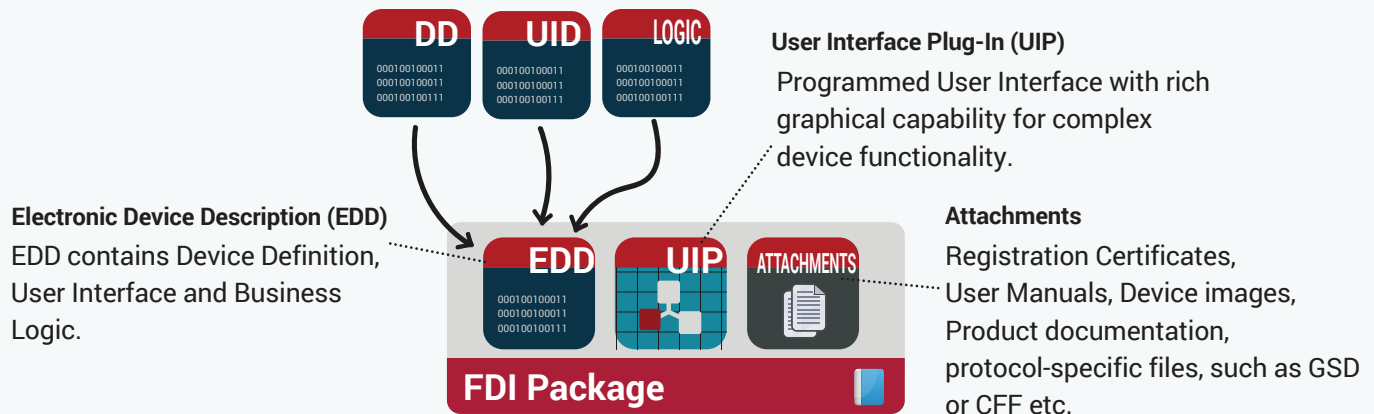 DD
000100100011
000100100011
000100100111
UID
000100100011
000100100011
000100100111
LOGIC
000100100011
000100100011
000100100111
User Interface Plug-In (UIP)
Programmed User Interface with rich
graphical capability for complex
device functionality.
Electronic Device Description (EDD)
EDD contains Device Definition,
User Interface and Business
Logic.
EDD
000100100011
000100100011
000100100111
UIP
ATTACHMENTS
Attachments
Registration Certificates,
User Manuals, Device images,
Product documentation,
protocol-specific files, such as GSD
or CFF etc.
FDI Package